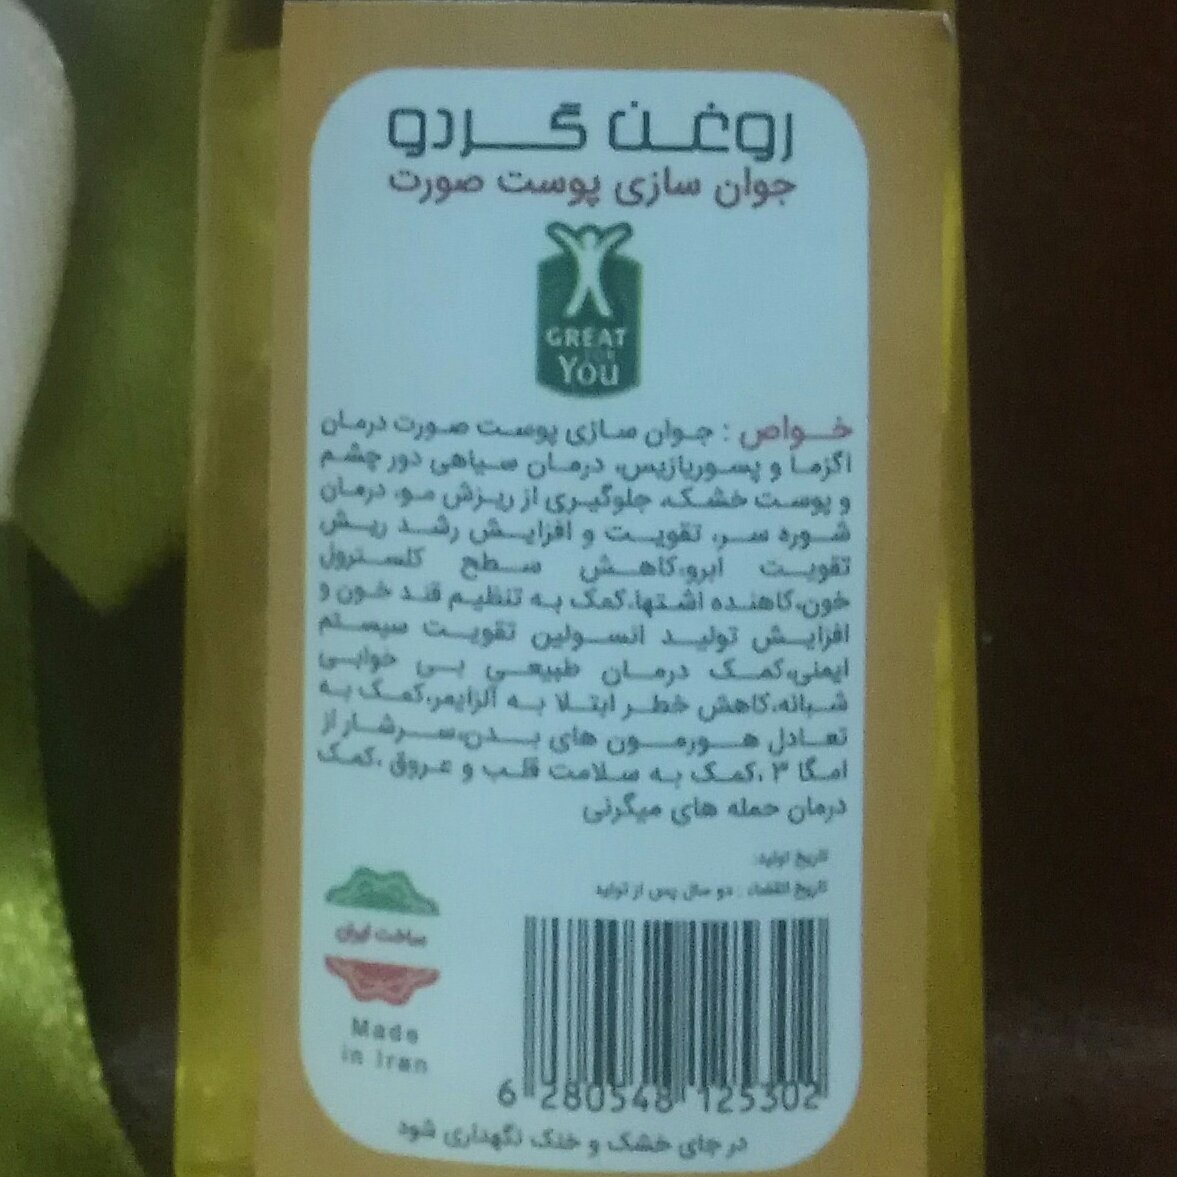 روغن گردو
جوان سازی پوست صورت
GREAT
FOR
You
خواص : جوان سازی پوست صورت درمان
اگزما و پسوریازیس، درمان سیاهی دور چشم
و پوست خشک، جلوگیری از ریزش مو، درمان
شوره سر، تقویت و افزایش رشد ریش
تقویت ابرو،کاهش سطح کلسترول
خون،کاهنده اشتها،کمک به تنظیم قند خون و
افزایش تولید انسولین تقویت سیستم
ایمنی،کمک درمان طبیعی بی خوابی
شبانه،کاهش خطر ابتلا به آلزایمر،کمک به
تعادل هورمون های بدن،سرشار از
امگا ۳ ،کمک به سلامت قلب و عروق ،کمک
درمان حمله های میگرنی
تاریخ تولید:
تاریخ انقضاء : دو سال پس از تولید
ساخت ایران
Made
in Iran
6 280548 125302
در جای خشک و خنک نگهداری شود